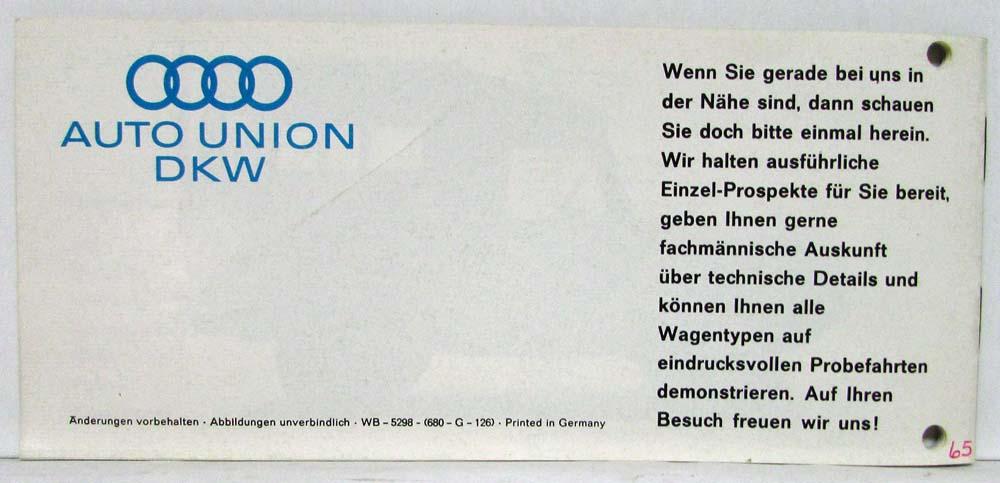 AUTO UNION
DKW
Wenn Sie gerade bei uns in
der Nähe sind, dann schauen
Sie doch bitte einmal herein.
Wir halten ausführliche
Einzel-Prospekte für Sie bereit,
geben Ihnen gerne
fachmännische Auskunft
über technische Details und
können Ihnen alle
Wagentypen auf
eindrucksvollen Probefahrten
demonstrieren. Auf Ihren
Besuch freuen wir uns!
Änderungen vorbehalten · Abbildungen unverbindlich · WB – 5298 - (680 – G – 126) · Printed in Germany
65